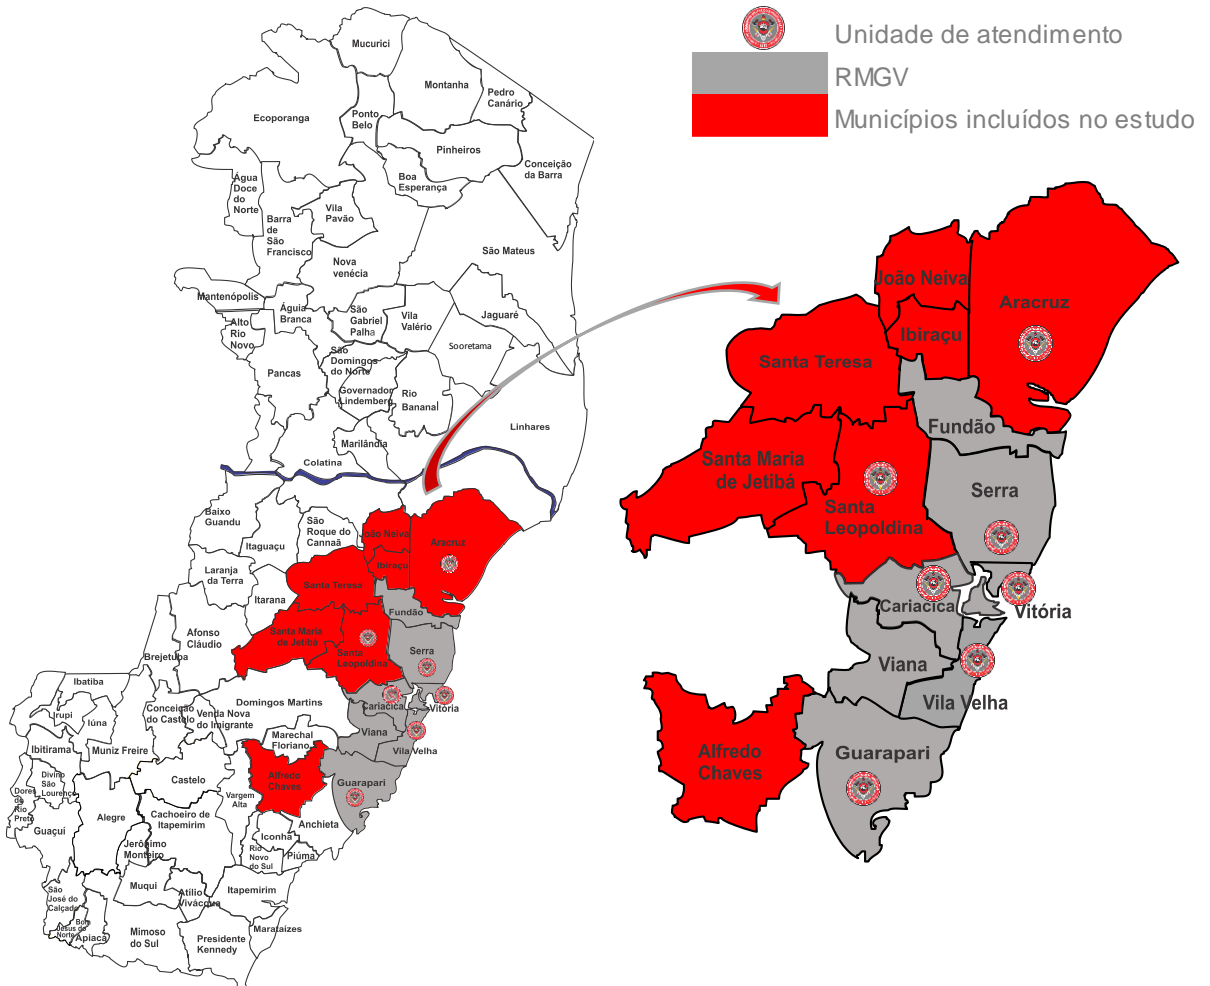 Unidade de atendimento
RMGV
Municípios incluídos no estudo
Mucurici
Montanha
Pedro
Canário
Ecoporanga
Ponto
Belo
Pinheiros
Conceição
da Barra
Boa
Esperança
Água
Doce
do
Norte
Vila
Pavão
Barra
de
São
Francisco
São Mateus
Nova
venécia
Mantenópolis
Águia
Branca
São
Gabriel
Palha
Vila
Valério
Jaguaré
Alto
Rio
Novo
Sooretama
São
Domingos
do Norte
Pancas
Governador
Lindemberg
Rio
Bananal
Linhares
Marilândia
Colatina
Baixo
Guandu
São
Roque do
Cannaã
João Neiva
Aracruz
Itaguaçu
Ibiraçu
Laranja
da Terra
Santa Teresa
Itarana
Fundão
Afonso
Cláudio
Santa Maria
de Jetibá
Santa
Leopoldina
Serra
Brejetuba
Ibatiba
Domingos Martins
Cariacica
Vitória
Conceição
do Castelo
Venda Nova
do Imigrante
Irupi
Iúna
Viana
Marechal
Floriano
Vila Velha
Ibitirama
Muniz Freire
Alfredo
Chaves
Guarapari
Castelo
Divino
São
Lourenço
Dores
de
Rio
Preto
Vargem
Alta
Alegre
Cachoeiro de
Itapemirim
Anchieta
Guaçuí
Iconha
Jerônimo
Monteiro
Rio
Novo
do Sul
Piúma
Muqui
Atilio
Vivácqua
Itapemirim
São
José do
Calçado
Bom
Jesus do
Norte
Apiacá
Mimoso
do Sul
Presidente
Kennedy
Marataízes
João Neiva
Aracruz
Ibiraçu
Santa Teresa
Fundão
Santa Maria
de Jetibá
Serra
Santa
Leopoldina
Cariacica
Vitória
Viana
Vila Velha
Alfredo
Chaves
Guarapari